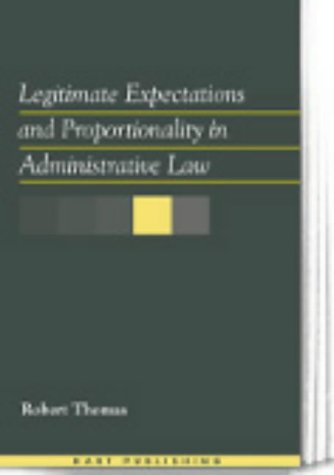 Legitimate Expectations
and Proportionality in
Administrative Law
Robert Thomas
HART PUBLISHING